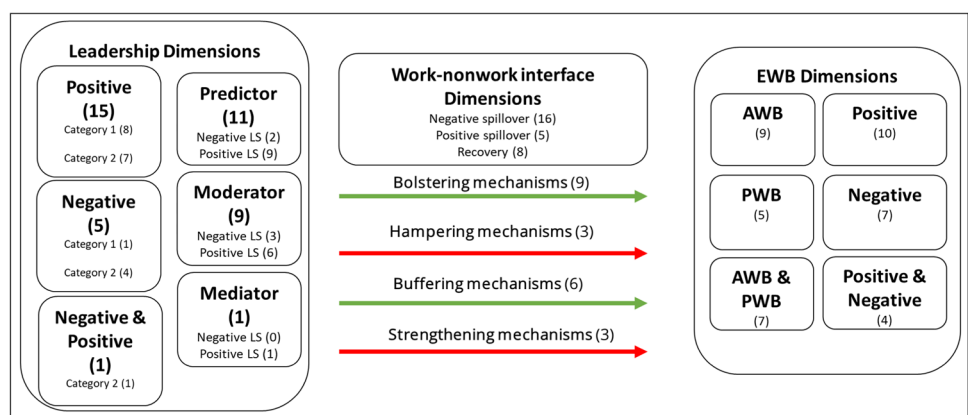 Leadership Dimensions
Positive
(15)
Category 1 (8)
Category 2 (7)
Negative
(5)
Category 1 (1)
Category 2 (4)
Negative &
Positive
(1)
Category 2 (1)
Predictor
(11)
Negative LS (2)
Positive LS (9)
Moderator
(9)
Negative LS (3)
Positive LS (6)
Mediator
(1)
Negative LS (0)
Positive LS (1)
Work-nonwork interface
Dimensions
Negative spillover (16)
Positive spillover (5)
Recovery (8)
Bolstering mechanisms (9)
Hampering mechanisms (3)
Buffering mechanisms (6)
Strengthening mechanisms (3)
EWB Dimensions
AWB
(9)
Positive
(10)
PWB
(5)
Negative
(7)
AWB &
PWB
(7)
Positive &
Negative
(4)